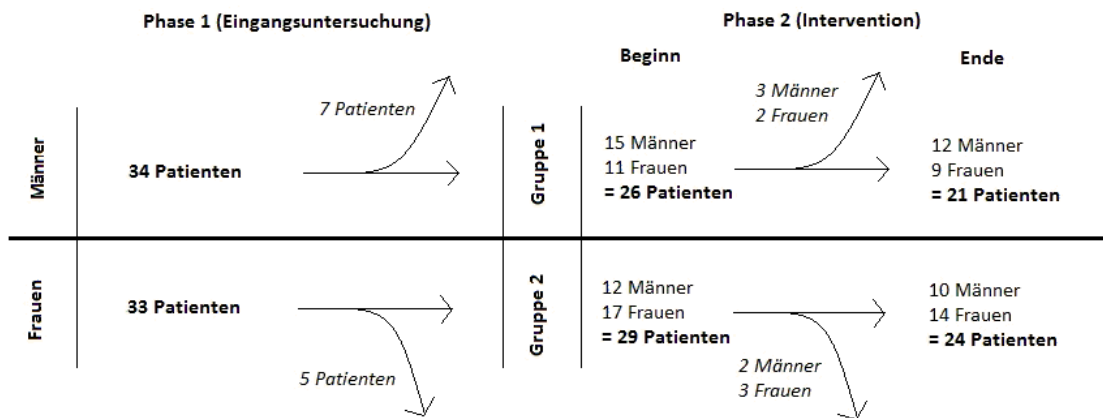 Phase 1 (Eingangsuntersuchung)
Phase 2 (Intervention)
Beginn
Ende
Männer
34 Patienten
7 Patienten
Gruppe 1
15 Männer
11 Frauen
= 26 Patienten
3 Männer
2 Frauen
12 Männer
9 Frauen
= 21 Patienten
Frauen
33 Patienten
5 Patienten
Gruppe 2
12 Männer
17 Frauen
= 29 Patienten
2 Männer
3 Frauen
10 Männer
14 Frauen
= 24 Patienten